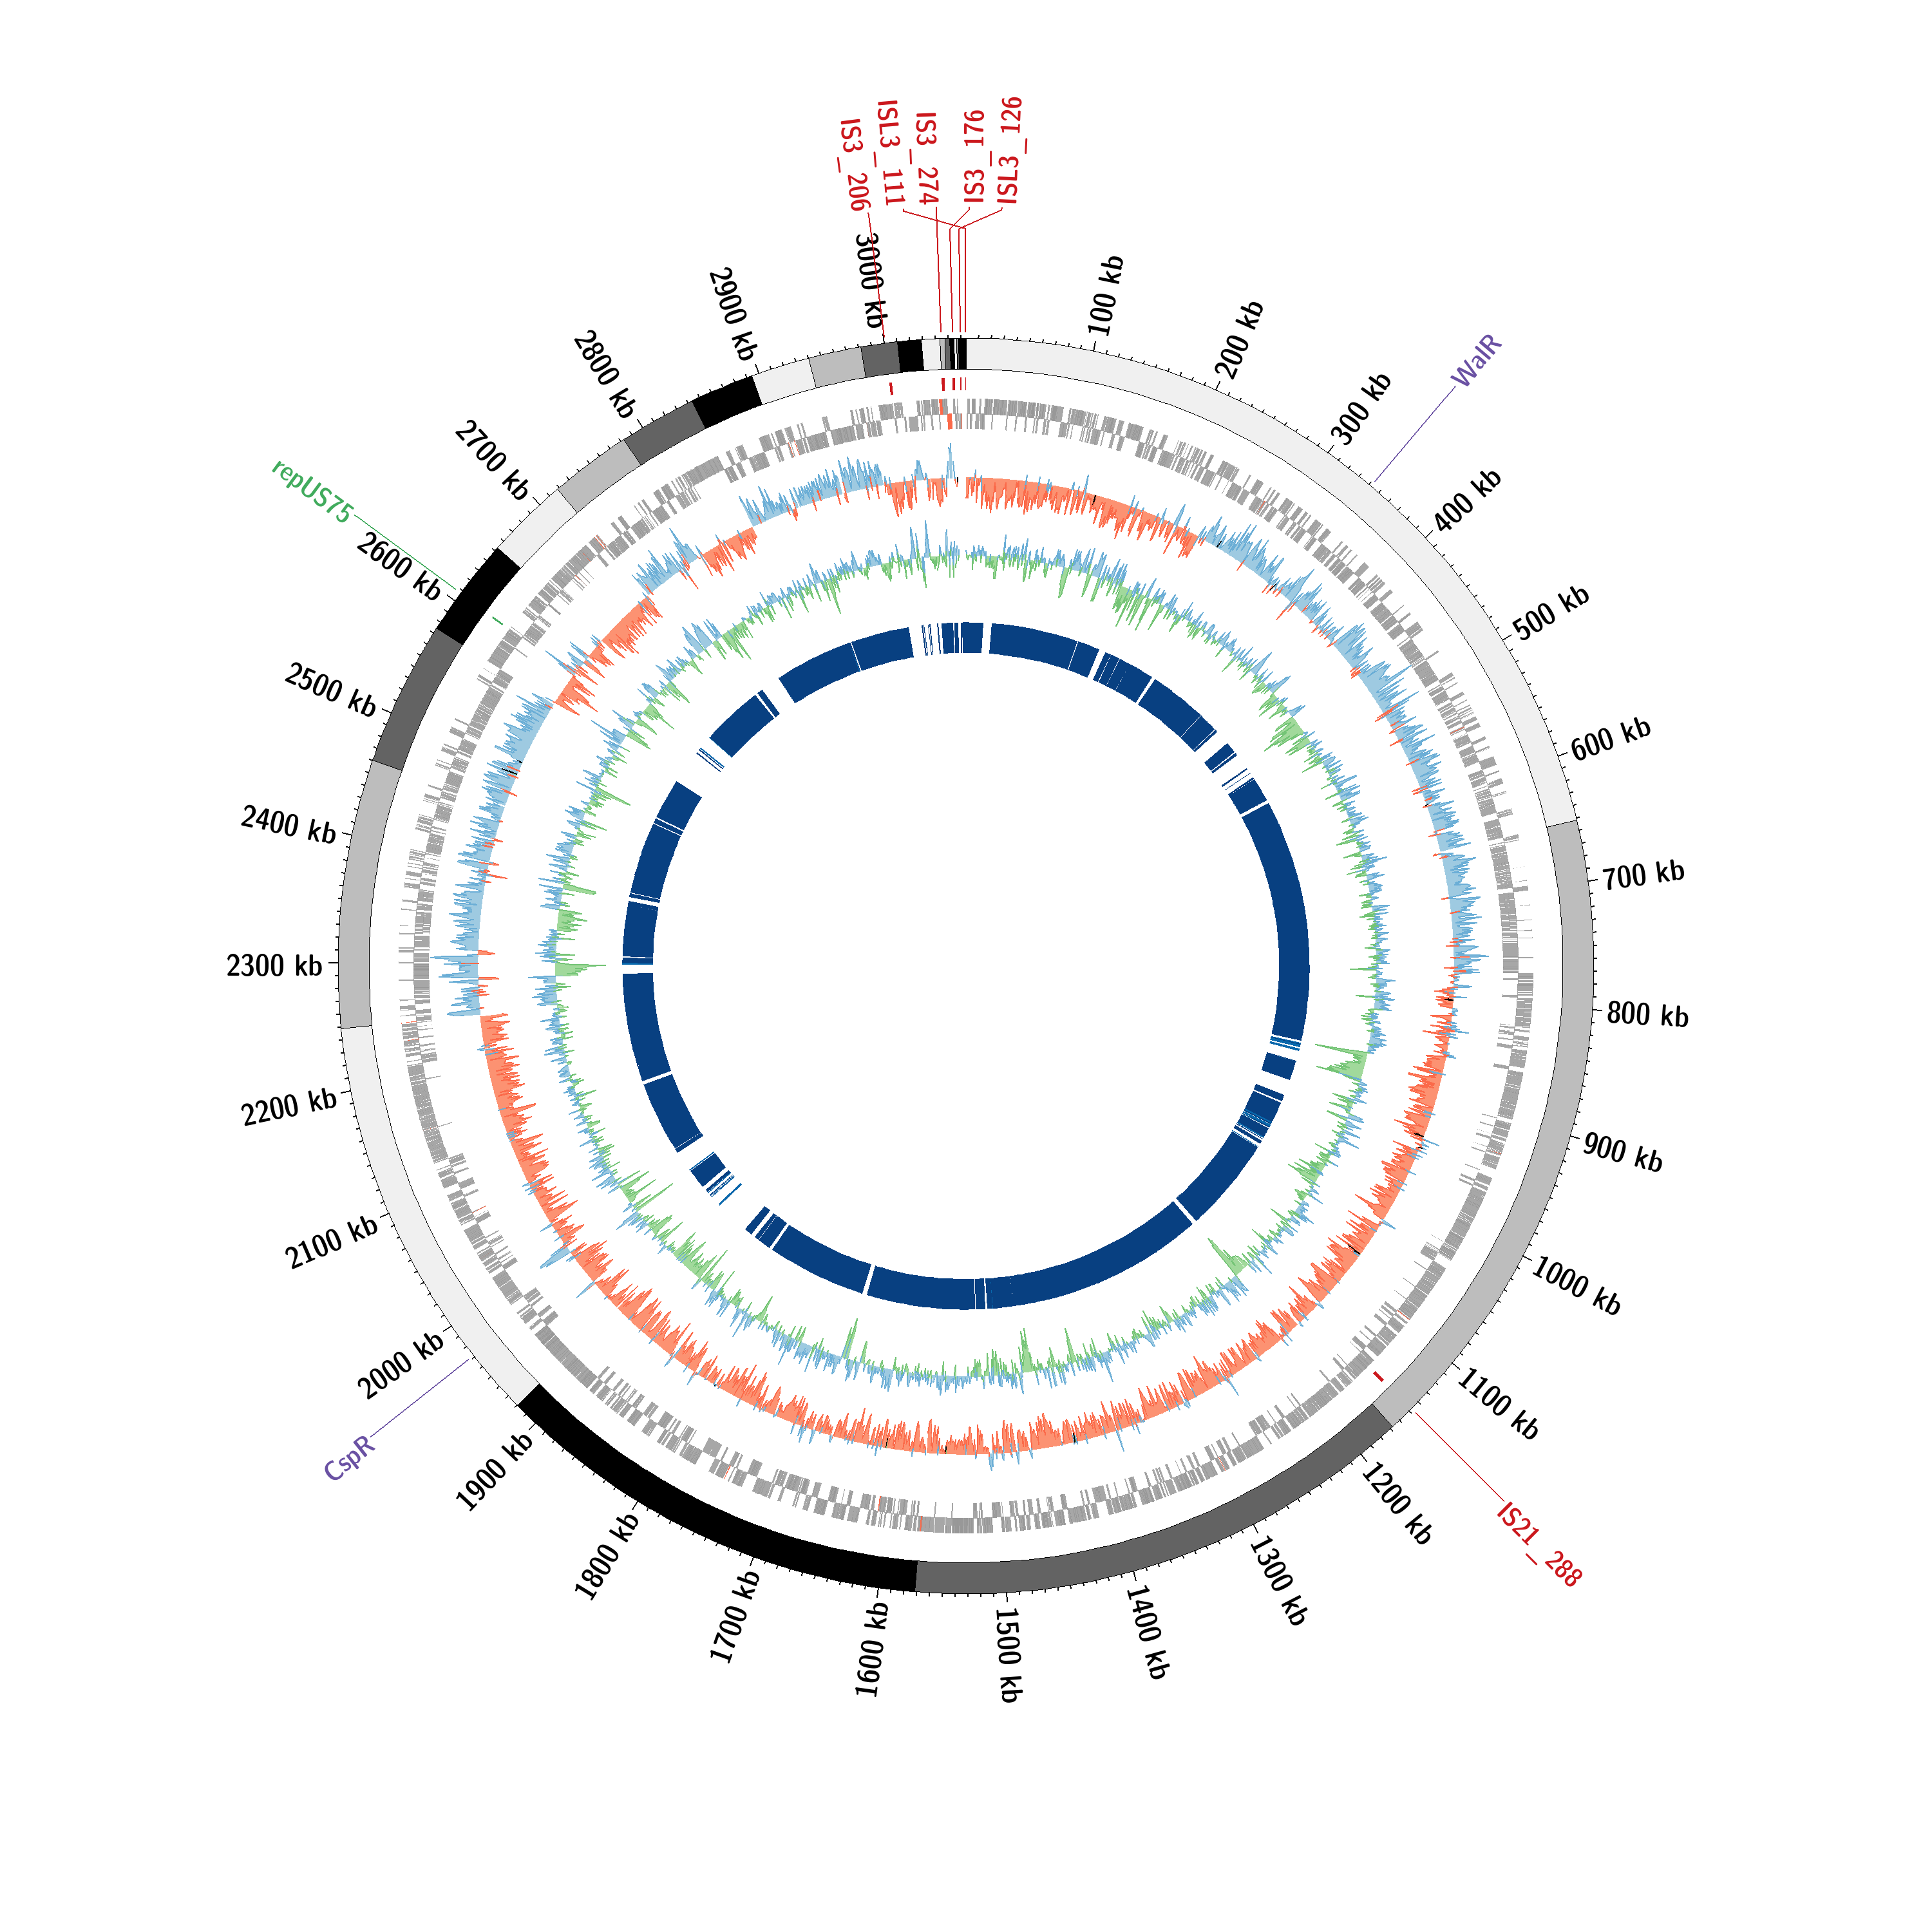 IS3_206
ISL3_111
IS3_274
IS3_176
ISL3_126
100 kb
200 kb
300 kb
WalR
400 kb
500 kb
600 kb
700 kb
800 kb
900 kb
1000 kb
1100 kb
IS21_288
1200 kb
1300 kb
1400 kb
1500 kb
1600 kb
1700 kb
1800 kb
1900 kb
CspR
2000 kb
2100 kb
2200 kb
2300 kb
2400 kb
2500 kb
2600 kb
repUS75
2700 kb
2800 kb
2900 kb
3000 kb